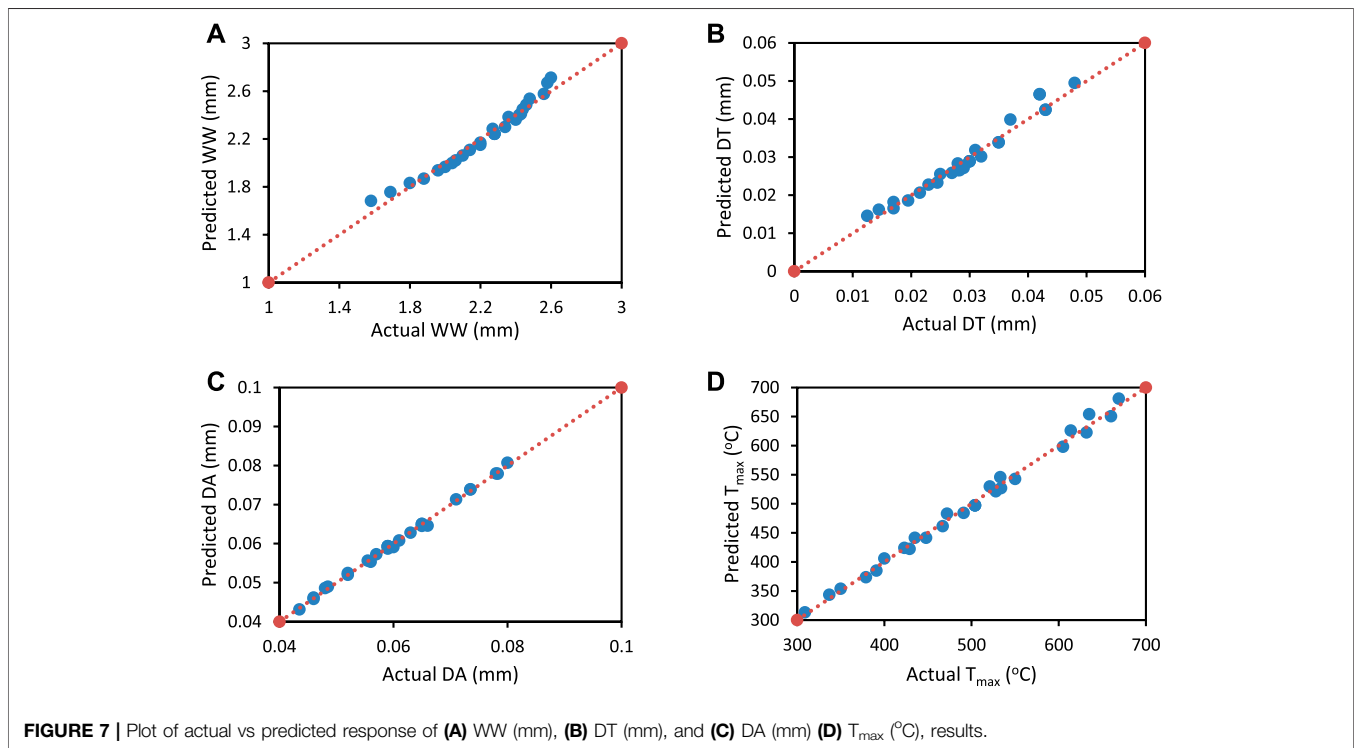 A
3
2.6
2.2
1.8
1.4
1
Predicted WW (mm)
1 1.4 1.8 2.2 2.6 3
Actual WW (mm)
B
0.06
0.05
0.04
0.03
0.02
0.01
0
Predicted DT (mm)
0 0.01 0.02 0.03 0.04 0.05 0.06
Actual DT (mm)
C
0.1
0.09
0.08
0.07
0.06
0.05
0.04
Predicted DA (mm)
0.04 0.06 0.08 0.1
Actual DA (mm)
D
700
650
600
550
500
450
400
350
300
Predicted Tmax (oC)
300 400 500 600 700
Actual Tmax (oC)
FIGURE 7 | Plot of actual vs predicted response of (A) WW (mm), (B) DT (mm), and (C) DA (mm) (D) Tmax (oC), results.